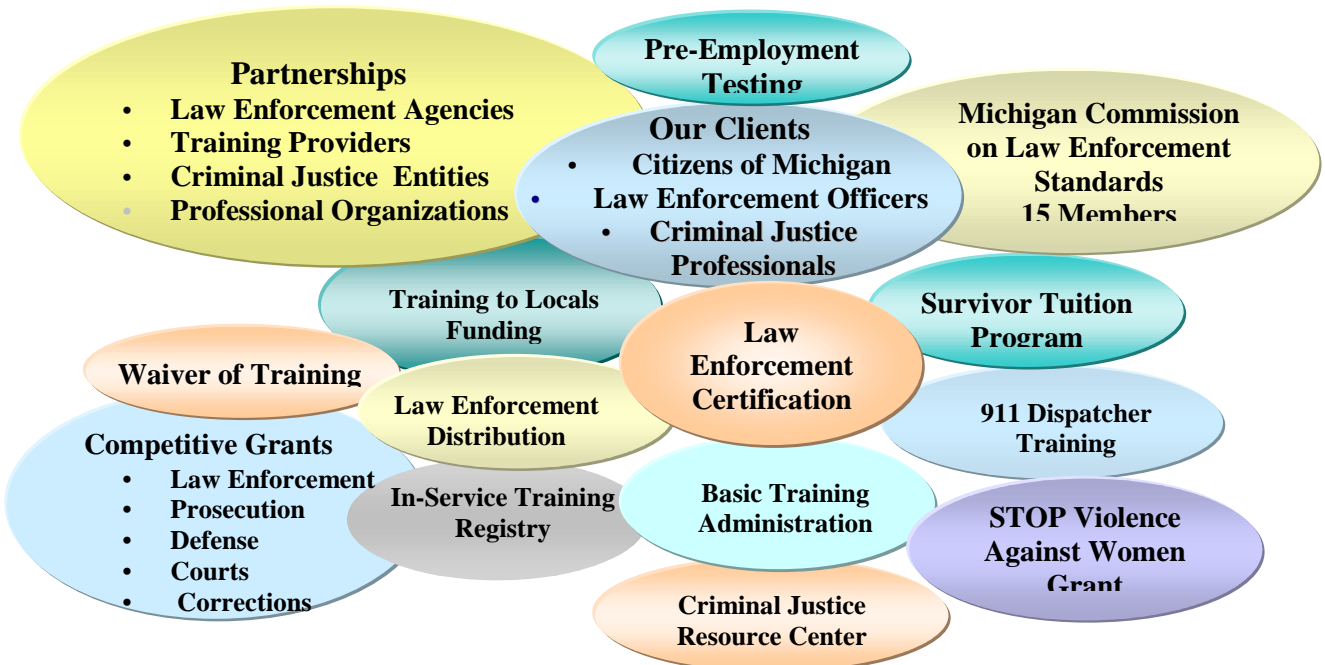 Partnerships
• Law Enforcement Agencies
• Training Providers
• Criminal Justice Entities
• Professional Organizations
Pre-Employment
Testing
Our Clients
• Citizens of Michigan
• Law Enforcement Officers
• Criminal Justice
Professionals
Michigan Commission
on Law Enforcement
Standards
15 Members
Training to Locals
Funding
Law
Enforcement
Certification
Survivor Tuition
Program
Waiver of Training
Law Enforcement
Distribution
911 Dispatcher
Training
Competitive Grants
• Law Enforcement
• Prosecution
• Defense
• Courts
• Corrections
In-Service Training
Registry
Basic Training
Administration
STOP Violence
Against Women
Grant
Criminal Justice
Resource Center